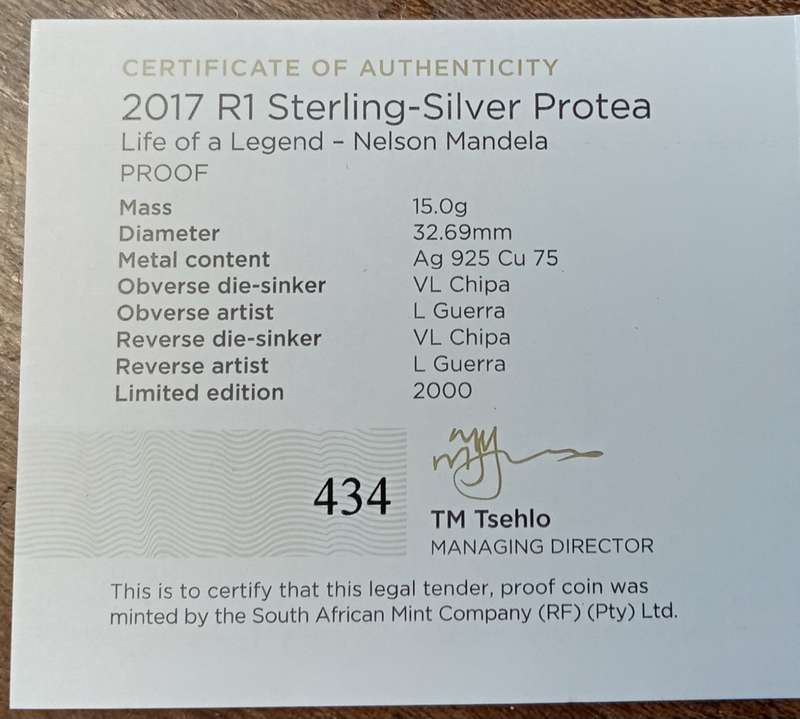 CERTIFICATE OF AUTHENTICITY
2017 R1 Sterling-Silver Protea
Life of a Legend – Nelson Mandela
PROOF
Mass 15.0g
Diameter 32.69mm
Metal content Ag 925 Cu 75
Obverse die-sinker VL Chipa
Obverse artist L Guerra
Reverse die-sinker VL Chipa
Reverse artist L Guerra
Limited edition 2000
434
TM Tsehlo
MANAGING DIRECTOR
This is to certify that this legal tender, proof coin was
minted by the South African Mint Company (RF) (Pty) Ltd.